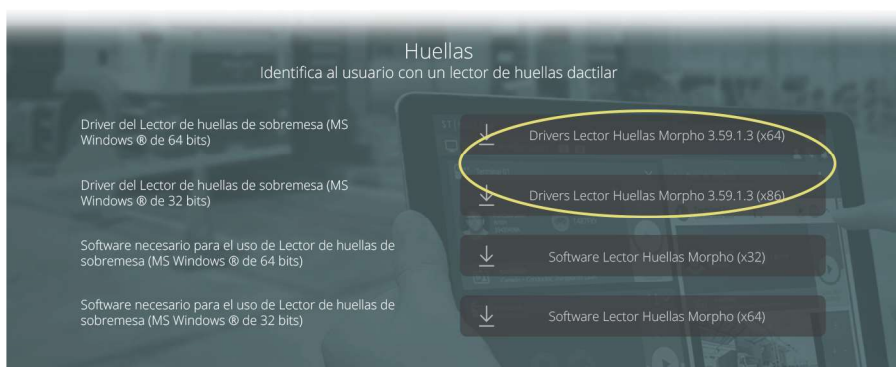 Huellas
Identifica al usuario con un lector de huellas dactilar
Driver del Lector de huellas de sobremesa (MS
Windows ® de 64 bits)
Drivers Lector Huellas Morpho 3.59.1.3 (x64)
Driver del Lector de huellas de sobremesa (MS
Windows ® de 32 bits)
Drivers Lector Huellas Morpho 3.59.1.3 (x86)
Software necesario para el uso de Lector de huellas de
sobremesa (MS Windows ® de 64 bits)
Software Lector Huellas Morpho (x32)
Software necesario para el uso de Lector de huellas de
sobremesa (MS Windows ® de 32 bits)
Software Lector Huellas Morpho (x64)